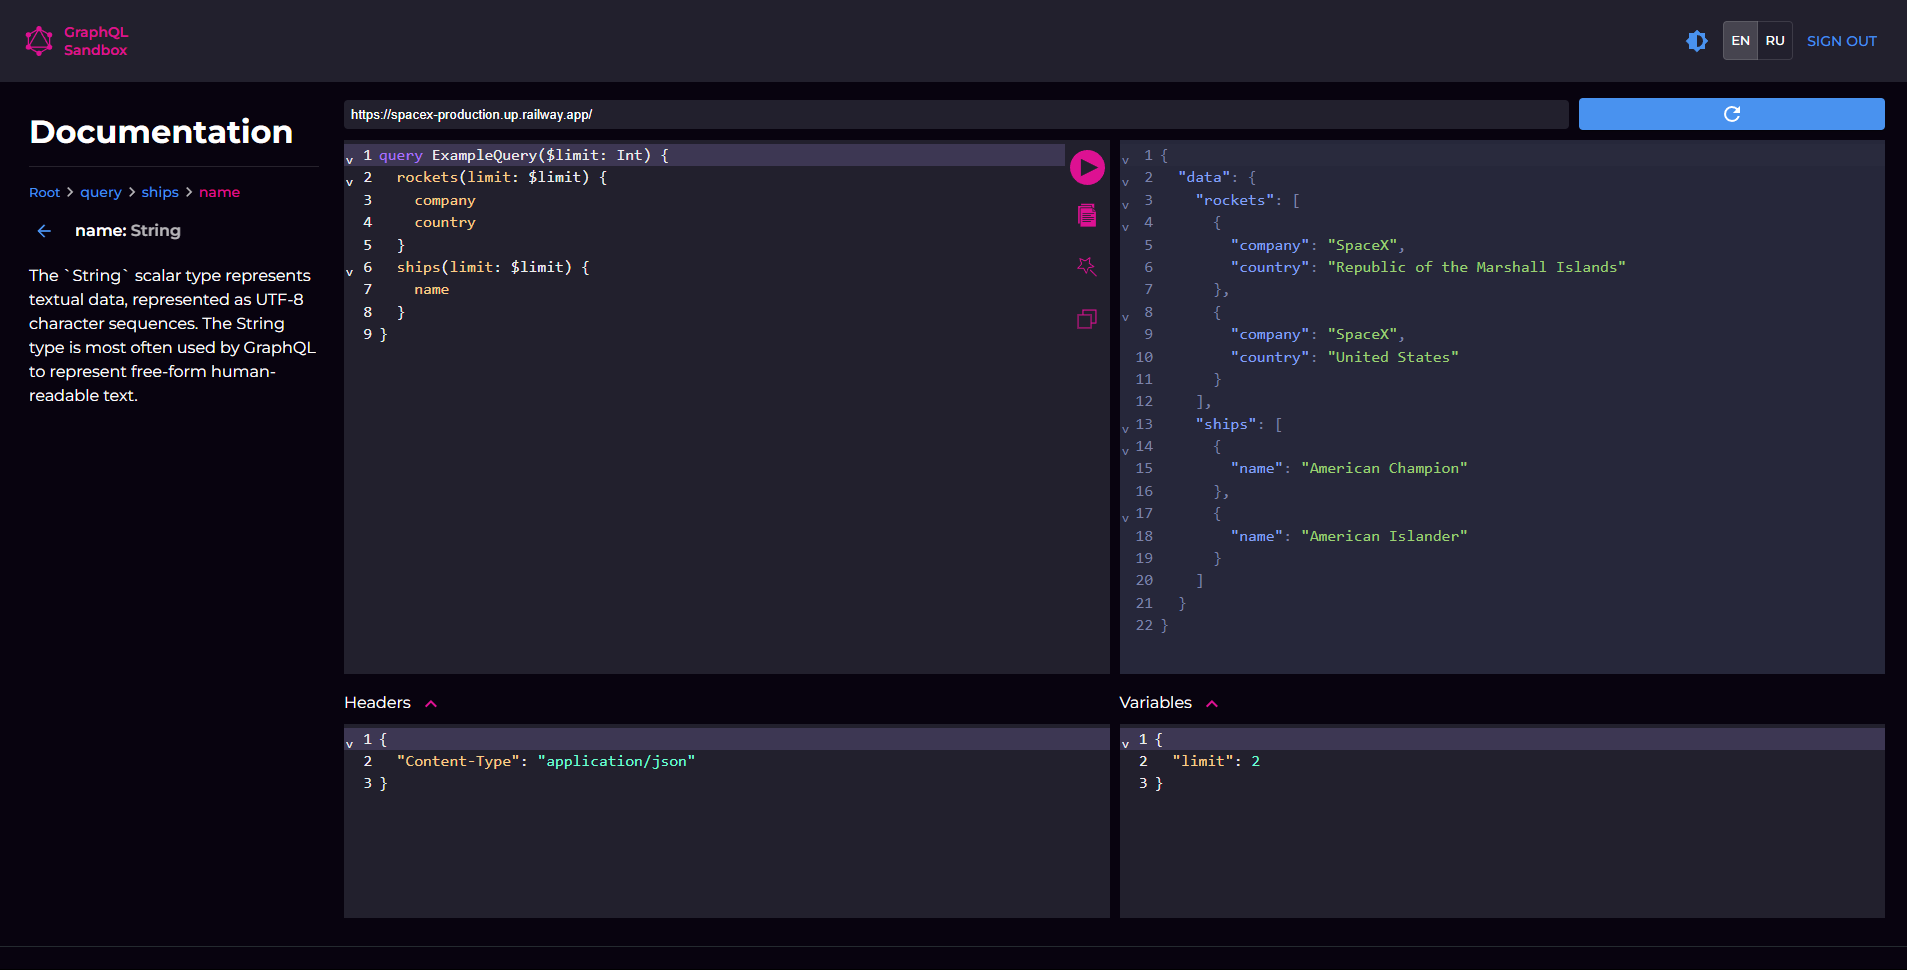 GraphQL
Sandbox
EN
RU
SIGN OUT
Documentation
Root > query > ships > name
name: String
The `String` scalar type represents
textual data, represented as UTF-8
character sequences. The String
type is most often used by GraphQL
to represent free-form human-
readable text.
https://spacex-production.up.railway.app/
1 query ExampleQuery($limit: Int) {
2   rockets(limit: $limit) {
3     company
4     country
5   }
6   ships(limit: $limit) {
7     name
8   }
9 }
1 {
2   "data": {
3     "rockets": [
4       {
5         "company": "SpaceX",
6         "country": "Republic of the Marshall Islands"
7       },
8       {
9         "company": "SpaceX",
10         "country": "United States"
11       }
12     ],
13     "ships": [
14       {
15         "name": "American Champion"
16       },
17       {
18         "name": "American Islander"
19       }
20     ]
21   }
22 }
Headers
1 {
2   "Content-Type": "application/json"
3 }
Variables
1 {
2   "limit": 2
3 }